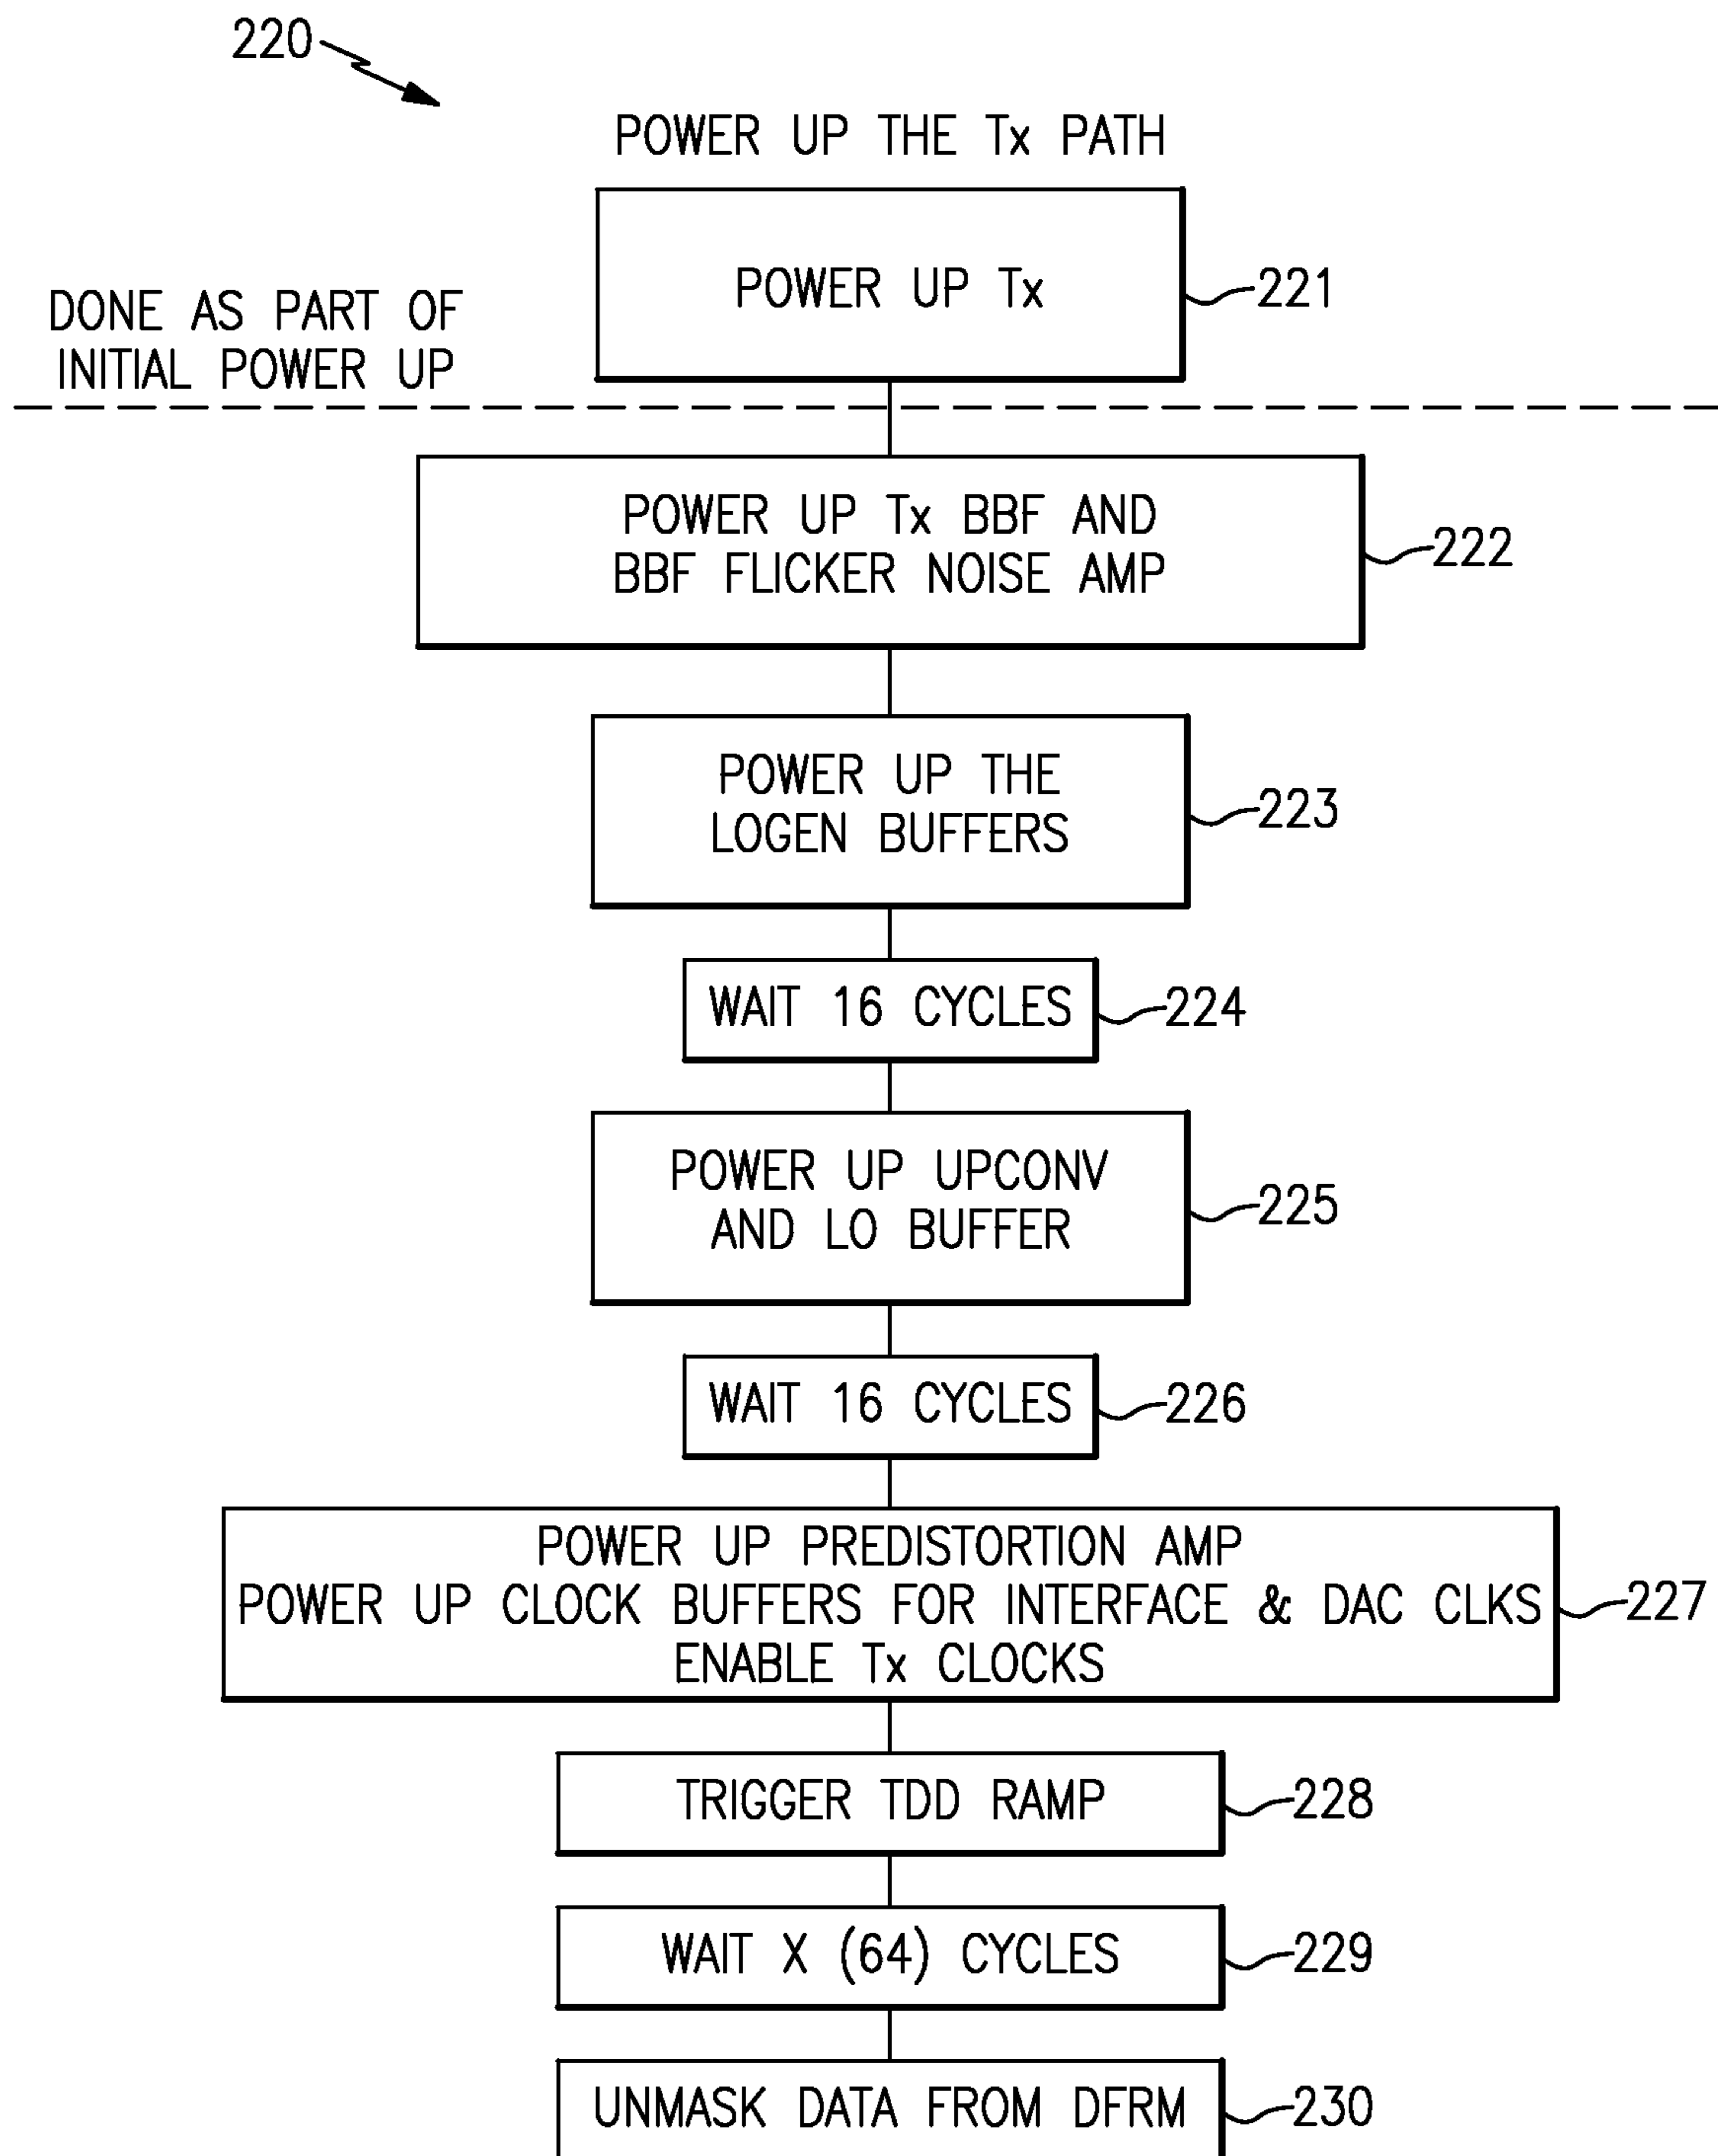 220
POWER UP THE Tx PATH
POWER UP Tx
221
DONE AS PART OF
INITIAL POWER UP
POWER UP Tx BBF AND
BBF FLICKER NOISE AMP
222
POWER UP THE
LOGEN BUFFERS
223
WAIT 16 CYCLES
224
POWER UP UPCONV
AND LO BUFFER
225
WAIT 16 CYCLES
226
POWER UP PREDISTORTION AMP
POWER UP CLOCK BUFFERS FOR INTERFACE & DAC CLKS
ENABLE Tx CLOCKS
227
TRIGGER TDD RAMP
228
WAIT X (64) CYCLES
229
UNMASK DATA FROM DFRM
230